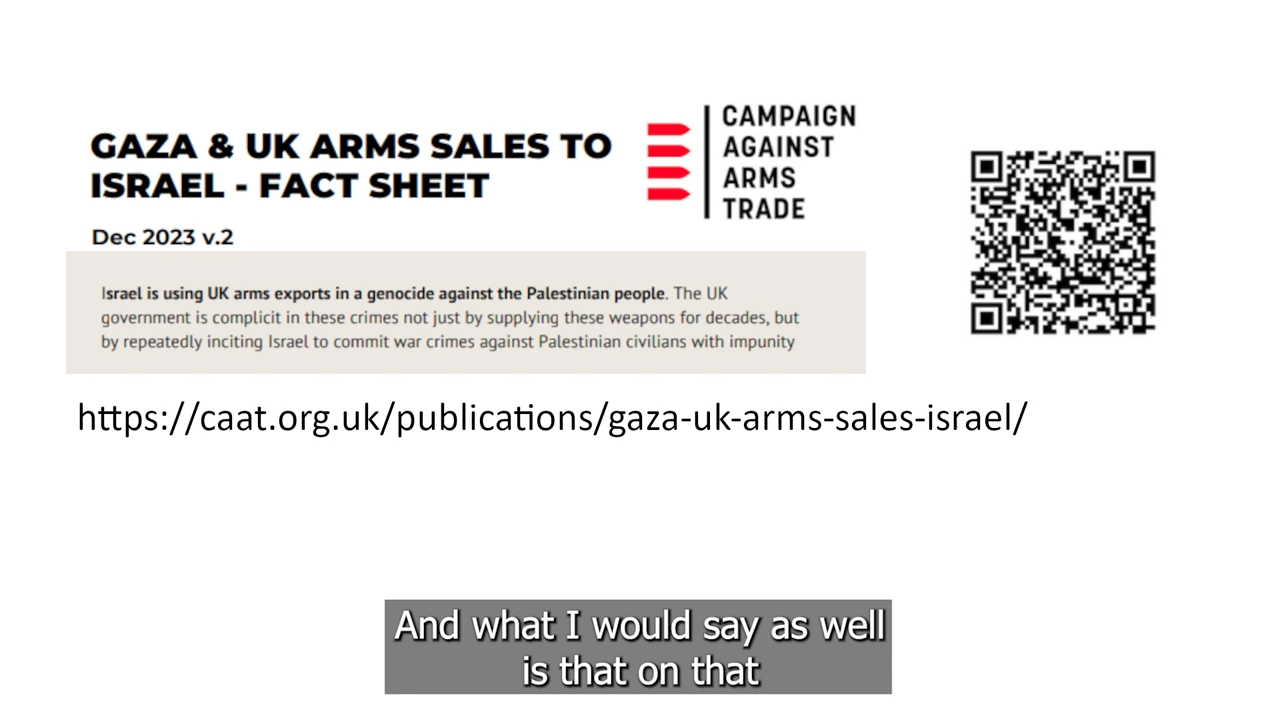 GAZA & UK ARMS SALES TO
ISRAEL - FACT SHEET
Dec 2023 v.2
CAMPAIGN
AGAINST
ARMS
TRADE
Israel is using UK arms exports in a genocide against the Palestinian people. The UK
government is complicit in these crimes not just by supplying these weapons for decades, but
by repeatedly inciting Israel to commit war crimes against Palestinian civilians with impunity
https://caat.org.uk/publications/gaza-uk-arms-sales-israel/
And what I would say as well
is that on that